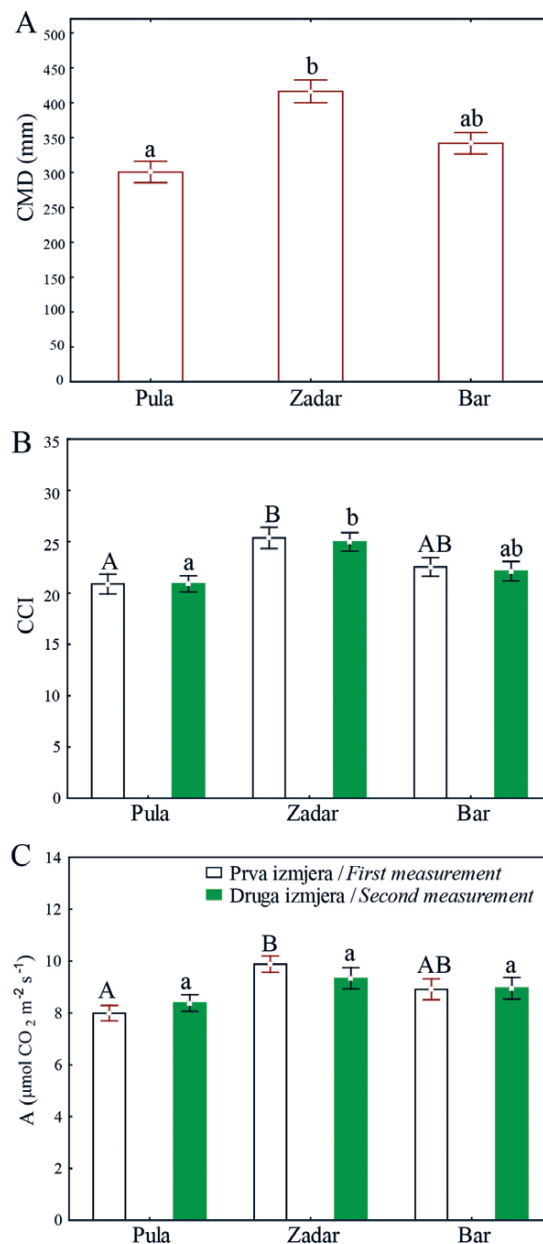 A
CMD (mm)
500
450
400
350
300
250
200
150
100
50
0
a
b
ab
Pula
Zadar
Bar
B
CCI
35
30
25
20
15
10
5
0
A
a
B
b
AB
ab
Pula
Zadar
Bar
C
A (µmol CO₂ m⁻² s⁻¹)
14
12
10
8
6
4
2
0
Prva izmjera / First measurement
Druga izmjera / Second measurement
A
a
B
a
AB
a
Pula
Zadar
Bar